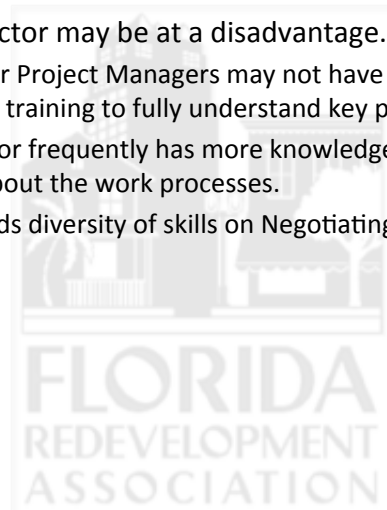 ctor may be at a disadvantage.
r Project Managers may not have
training to fully understand key p
or frequently has more knowledge
bout the work processes.
ds diversity of skills on Negotiating
FLORIDA
REDEVELOPMENT
ASSOCIATION